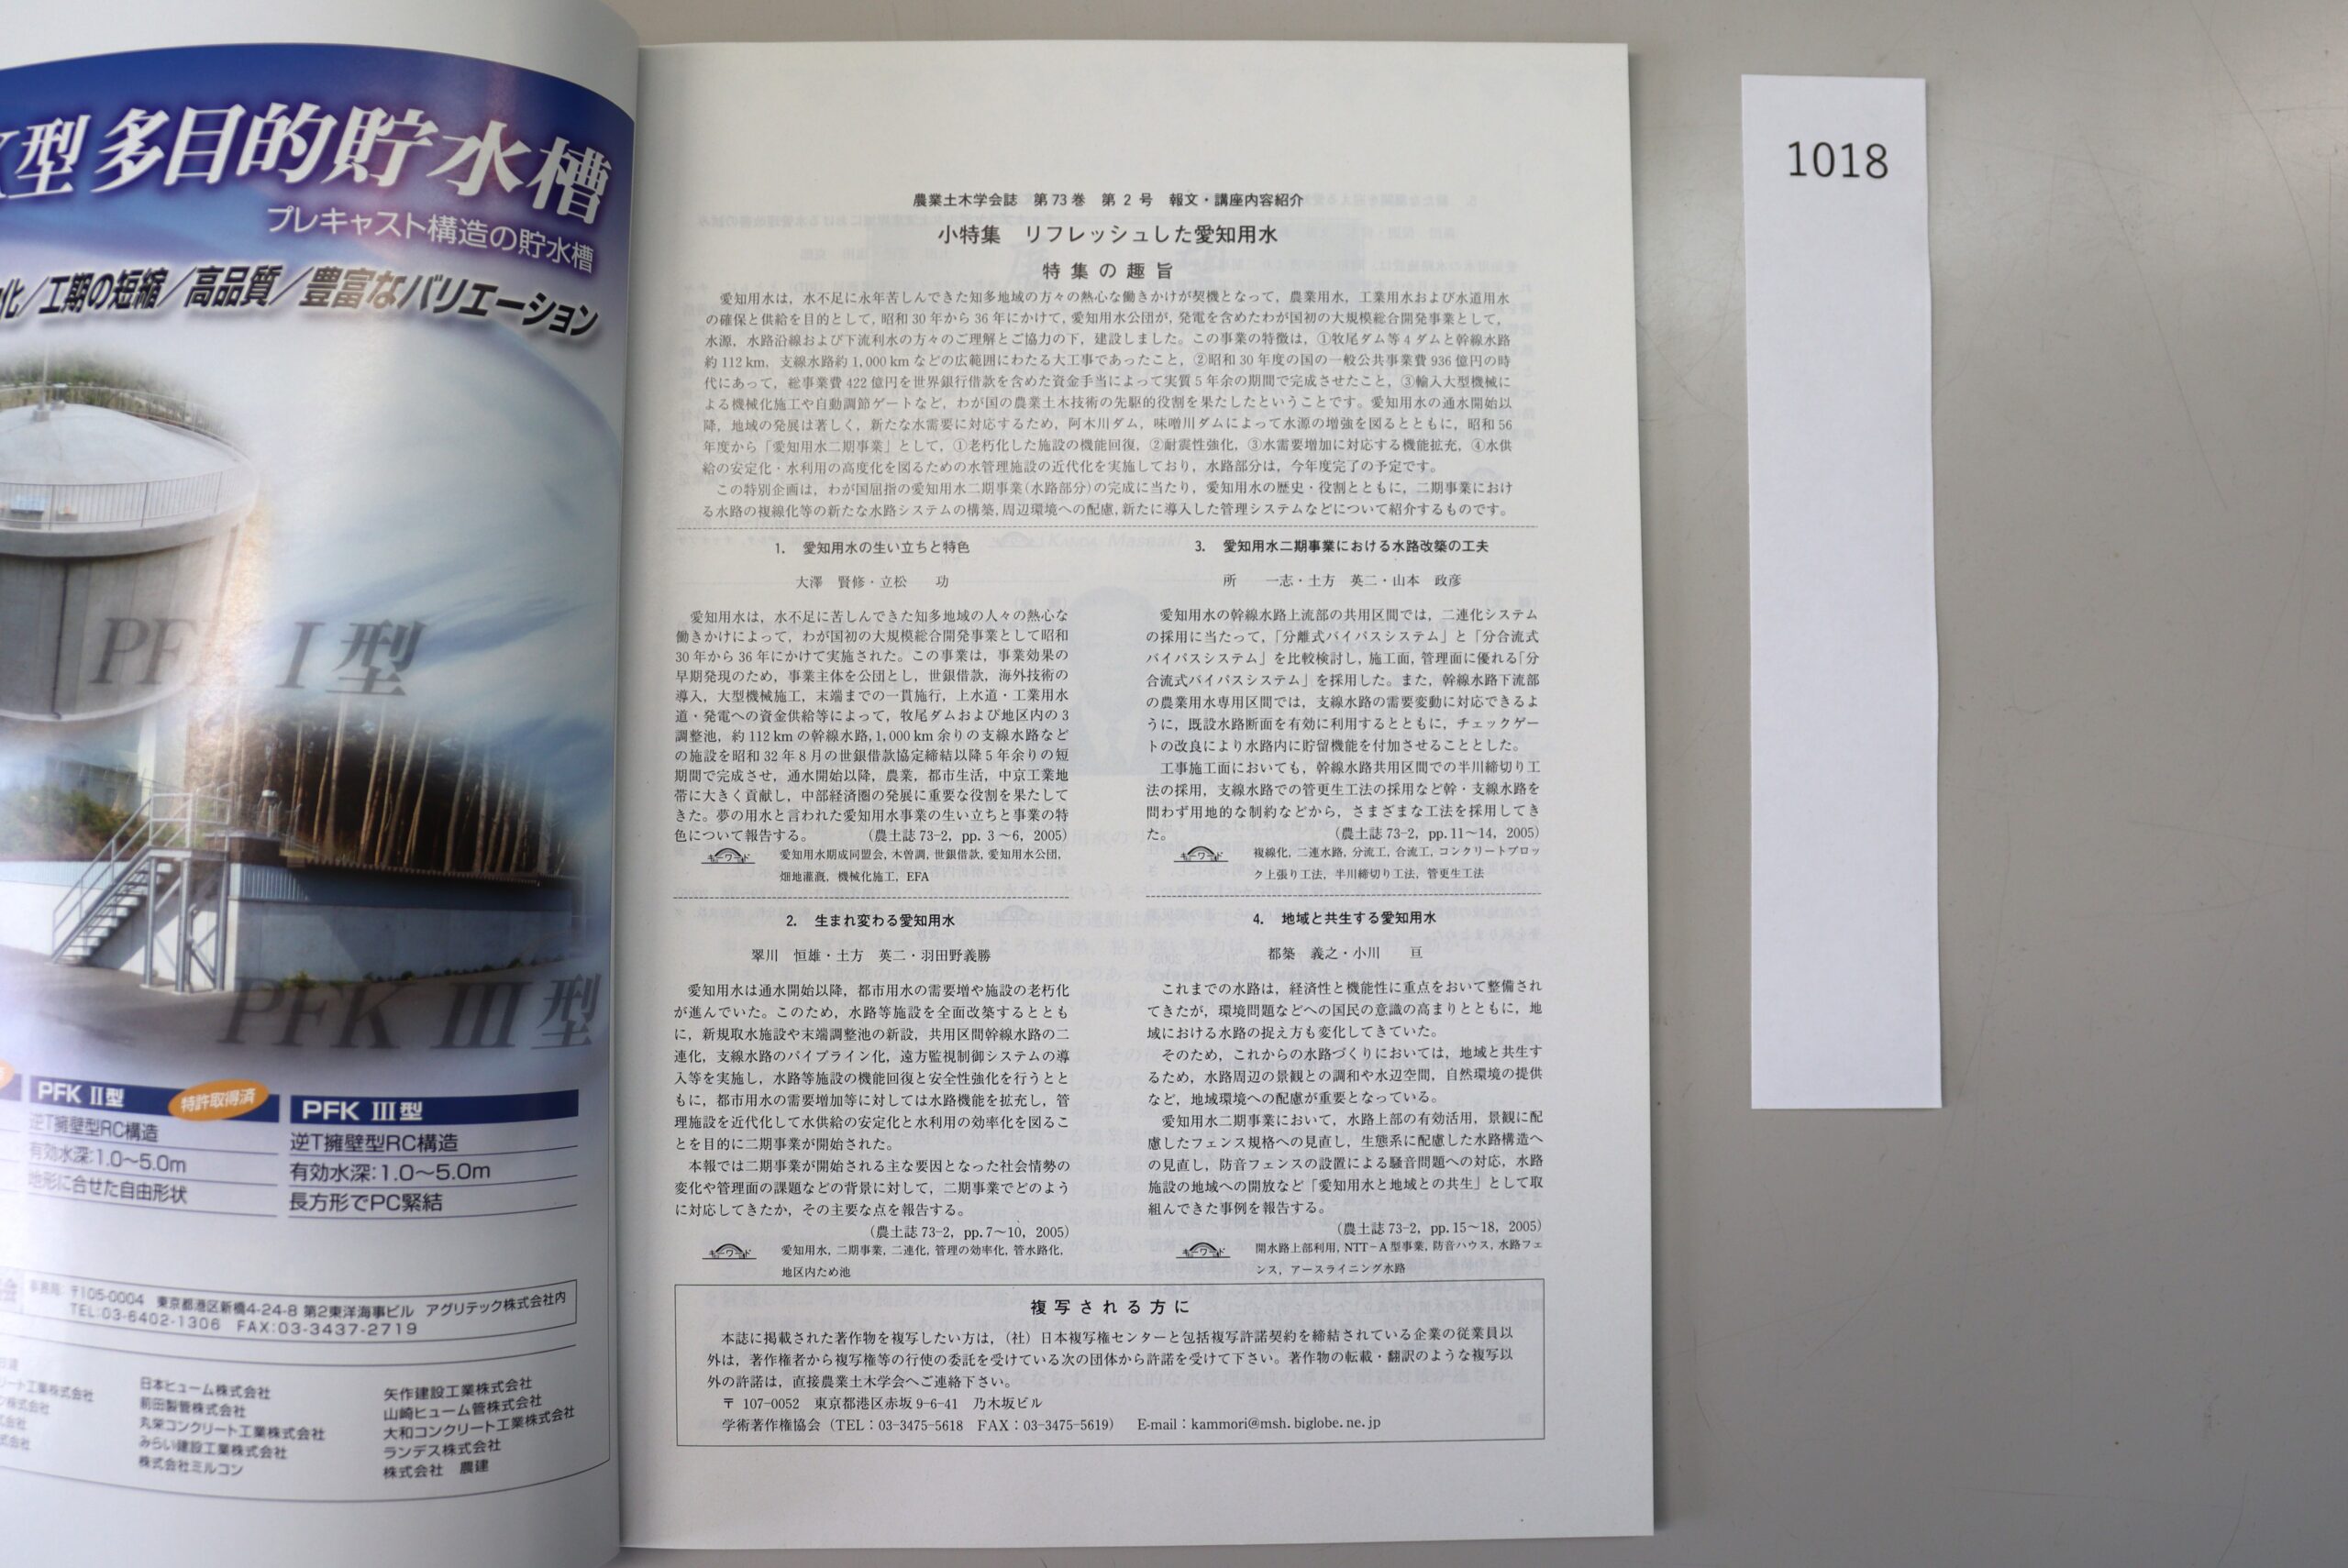 型多目的貯水槽
プレキャスト構造の貯水槽
化／工期の短縮／高品質／豊富なバリエーション
PFK I 型
PFK III 型
PFK II型
特許取得済
逆T擁壁型RC構造
有効水深:1.0〜5.0m
地形に合せた自由形状
PFK III型
逆T擁壁型RC構造
有効水深:1.0〜5.0m
長方形でPC緊結
事務局: 〒105-0004 東京都港区新橋4-24-8 第2東洋海事ビル アグリテック株式会社内
TEL:03-6402-1306 FAX:03-3437-2719
日本ヒューム株式会社
前田製管株式会社
丸栄コンクリート工業株式会社
みらい建設工業株式会社
株式会社ミルコン
矢作建設工業株式会社
山崎ヒューム管株式会社
大和コンクリート工業株式会社
ランデス株式会社
株式会社 農建
農業土木学会誌 第73巻 第2号 報文・講座内容紹介
小特集 リフレッシュした愛知用水
特集の趣旨
愛知用水は，水不足に永年苦しんできた知多地域の方々の熱心な働きかけが契機となって，農業用水，工業用水および水道用水
の確保と供給を目的として，昭和30年から36年にかけて，愛知用水公団が，発電を含めたわが国初の大規模総合開発事業として，
水源，水路沿線および下流利水の方々のご理解とご協力の下，建設しました。この事業の特徴は，①牧尾ダム等4ダムと幹線水路
約112km，支線水路約1,000kmなどの広範囲にわたる大工事であったこと，②昭和30年度の国の一般公共事業費936億円の時
代にあって，総事業費422億円を世界銀行借款を含めた資金手当によって実質5年余の期間で完成させたこと，③輸入大型機械に
よる機械化施工や自動調節ゲートなど，わが国の農業土木技術の先駆的役割を果たしたということです。愛知用水の通水開始以
降，地域の発展は著しく，新たな水需要に対応するため，阿木川ダム，味噌川ダムによって水源の増強を図るとともに，昭和56
年度から「愛知用水二期事業」として，①老朽化した施設の機能回復，②耐震性強化，③水需要増加に対応する機能拡充，④水供
給の安定化・水利用の高度化を図るための水管理施設の近代化を実施しており，水路部分は，今年度完了の予定です。
この特別企画は，わが国屈指の愛知用水二期事業(水路部分)の完成に当たり，愛知用水の歴史・役割とともに，二期事業におけ
る水路の複線化等の新たな水路システムの構築，周辺環境への配慮，新たに導入した管理システムなどについて紹介するものです。
1. 愛知用水の生い立ちと特色
大澤 賢修・立松 功
愛知用水は，水不足に苦しんできた知多地域の人々の熱心な
働きかけによって，わが国初の大規模総合開発事業として昭和
30年から36年にかけて実施された。この事業は，事業効果の
早期発現のため，事業主体を公団とし，世銀借款，海外技術の
導入，大型機械施工，末端までの一貫施行，上水道・工業用水
道・発電への資金供給等によって，牧尾ダムおよび地区内の3
調整池，約112kmの幹線水路，1,000km余りの支線水路など
の施設を昭和32年8月の世銀借款協定締結以降5年余りの短
期間で完成させ，通水開始以降，農業，都市生活，中京工業地
帯に大きく貢献し，中部経済圏の発展に重要な役割を果たして
きた。夢の用水と言われた愛知用水事業の生い立ちと事業の特
色について報告する。 (農土誌73-2, pp. 3〜6, 2005)
キーワード 愛知用水期成同盟会，木曽調，世銀借款，愛知用水公団，
畑地灌漑，機械化施工，EFA
2. 生まれ変わる愛知用水
翠川 恒雄・土方 英二・羽田野義勝
愛知用水は通水開始以降，都市用水の需要増や施設の老朽化
が進んでいた。このため，水路等施設を全面改築するととも
に，新規取水施設や末端調整池の新設，共用区間幹線水路の二
連化，支線水路のパイプライン化，遠方監視制御システムの導
入等を実施し，水路等施設の機能回復と安全性強化を行うとと
もに，都市用水の需要増加等に対しては水路機能を拡充し，管
理施設を近代化して水供給の安定化と水利用の効率化を図るこ
とを目的に二期事業が開始された。
本報では二期事業が開始される主な要因となった社会情勢の
変化や管理面の課題などの背景に対して，二期事業でどのよう
に対応してきたか，その主要な点を報告する。
(農土誌73-2, pp. 7〜10, 2005)
キーワード 愛知用水，二期事業，二連化，管理の効率化，管水路化，
地区内ため池
3. 愛知用水二期事業における水路改築の工夫
所 一志・土方 英二・山本 政彦
愛知用水の幹線水路上流部の共用区間では，二連化システム
の採用に当たって，「分離式バイパスシステム」と「分合流式
バイパスシステム」を比較検討し，施工面，管理面に優れる「分
合流式バイパスシステム」を採用した。また，幹線水路下流部
の農業用水専用区間では，支線水路の需要変動に対応できるよ
うに，既設水路断面を有効に利用するとともに，チェックゲー
トの改良により水路内に貯留機能を付加させることとした。
工事施工面においても，幹線水路共用区間での半川締切り工
法の採用，支線水路での管更生工法の採用など幹・支線水路を
問わず用地的な制約などから，さまざまな工法を採用してき
た。 (農土誌73-2, pp. 11〜14, 2005)
キーワード 複線化，二連水路，分流工，合流工，コンクリートブロッ
ク上張り工法，半川締切り工法，管更生工法
4. 地域と共生する愛知用水
都築 義之・小川 亘
これまでの水路は，経済性と機能性に重点をおいて整備され
てきたが，環境問題などへの国民の意識の高まりとともに，地
域における水路の捉え方も変化してきていた。
そのため，これからの水路づくりにおいては，地域と共生す
るため，水路周辺の景観との調和や水辺空間，自然環境の提供
など，地域環境への配慮が重要となっている。
愛知用水二期事業において，水路上部の有効活用，景観に配
慮したフェンス規格への見直し，生態系に配慮した水路構造へ
の見直し，防音フェンスの設置による騒音問題への対応，水路
施設の地域への開放など「愛知用水と地域との共生」として取
組んできた事例を報告する。
(農土誌73-2, pp. 15〜18, 2005)
キーワード 開水路上部利用，NTT-A型事業，防音ハウス，水路フェ
ンス，アースライニング水路
複写される方に
本誌に掲載された著作物を複写したい方は，（社）日本複写権センターと包括複写許諾契約を締結されている企業の従業員以
外は，著作権者から複写権等の行使の委託を受けている次の団体から許諾を受けて下さい。著作物の転載・翻訳のような複写以
外の許諾は，直接農業土木学会へご連絡下さい。
〒 107-0052 東京都港区赤坂9-6-41 乃木坂ビル
学術著作権協会（TEL：03-3475-5618 FAX：03-3475-5619） E-mail：kammori@msh.biglobe.ne.jp
1018